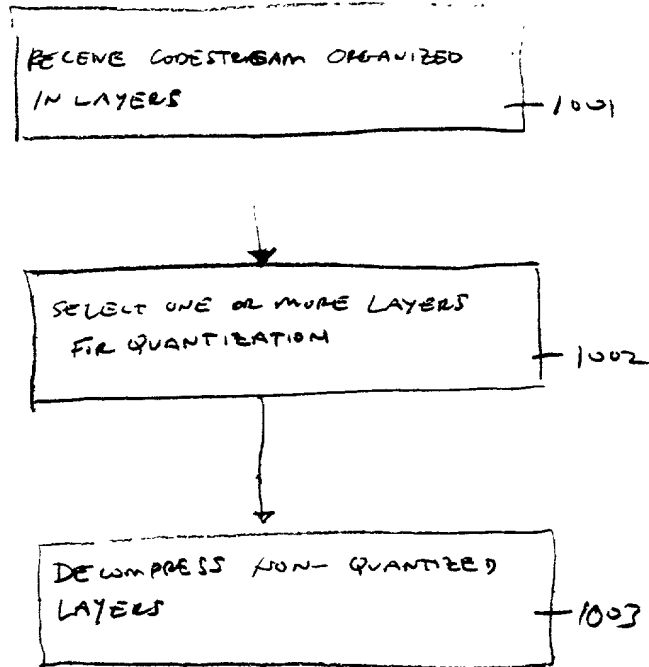 RECEIVE CODESTREAM ORGANIZED
IN LAYERS
1001
SELECT ONE OR MORE LAYERS
FOR QUANTIZATION
1002
DECOMPRESS NON-QUANTIZED
LAYERS
1003